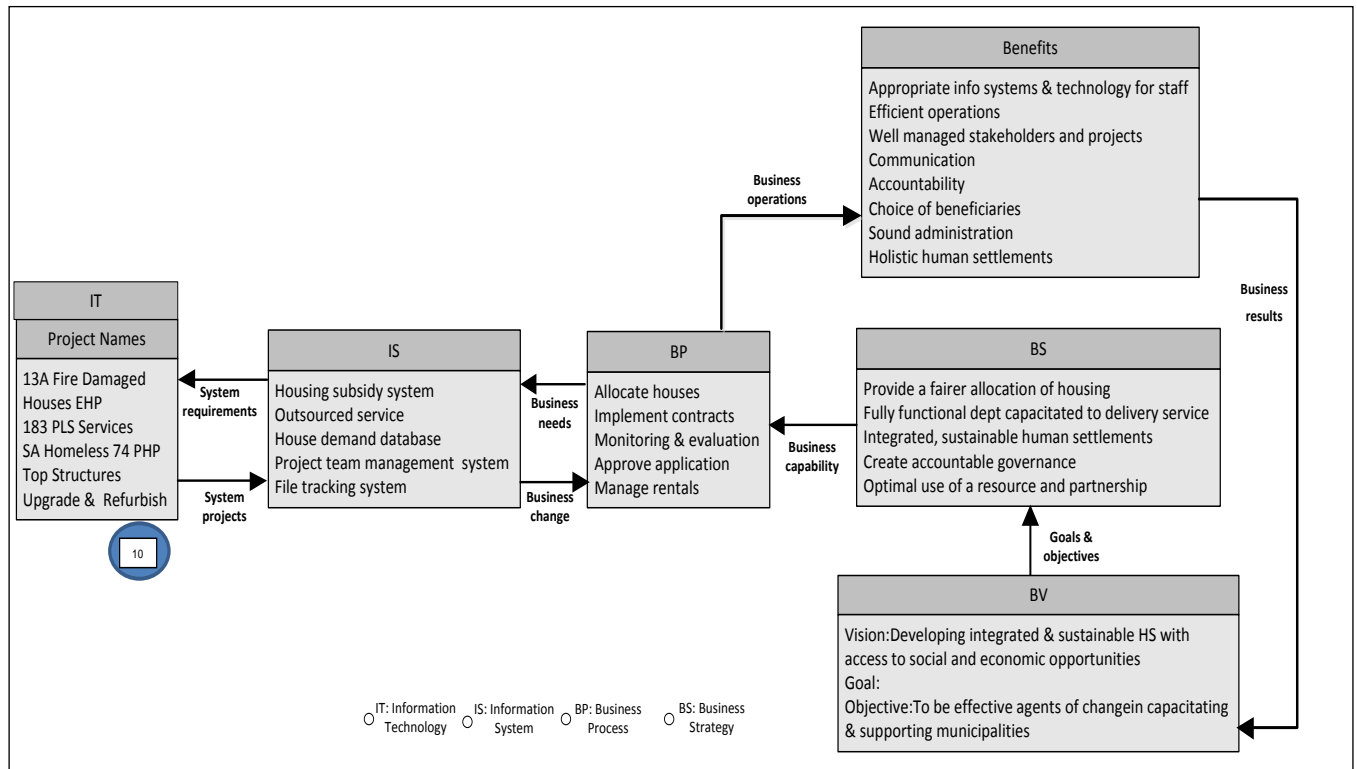 Benefits
Appropriate info systems & technology for staff
Efficient operations
Well managed stakeholders and projects
Communication
Accountability
Choice of beneficiaries
Sound administration
Holistic human settlements
Business
operations
Business
results
IT
Project Names
13A Fire Damaged
Houses EHP
183 PLS Services
SA Homeless 74 PHP
Top Structures
Upgrade & Refurbish
10
System
requirements
System
projects
IS
Housing subsidy system
Outsourced service
House demand database
Project team management system
File tracking system
Business
needs
Business
change
BP
Allocate houses
Implement contracts
Monitoring & evaluation
Approve application
Manage rentals
Business
capability
BS
Provide a fairer allocation of housing
Fully functional dept capacitated to delivery service
Integrated, sustainable human settlements
Create accountable governance
Optimal use of a resource and partnership
Goals &
objectives
BV
Vision:Developing integrated & sustainable HS with
access to social and economic opportunities
Goal:
Objective:To be effective agents of changein capacitating
& supporting municipalities
IT: Information
Technology
IS: Information
System
BP: Business
Process
BS: Business
Strategy